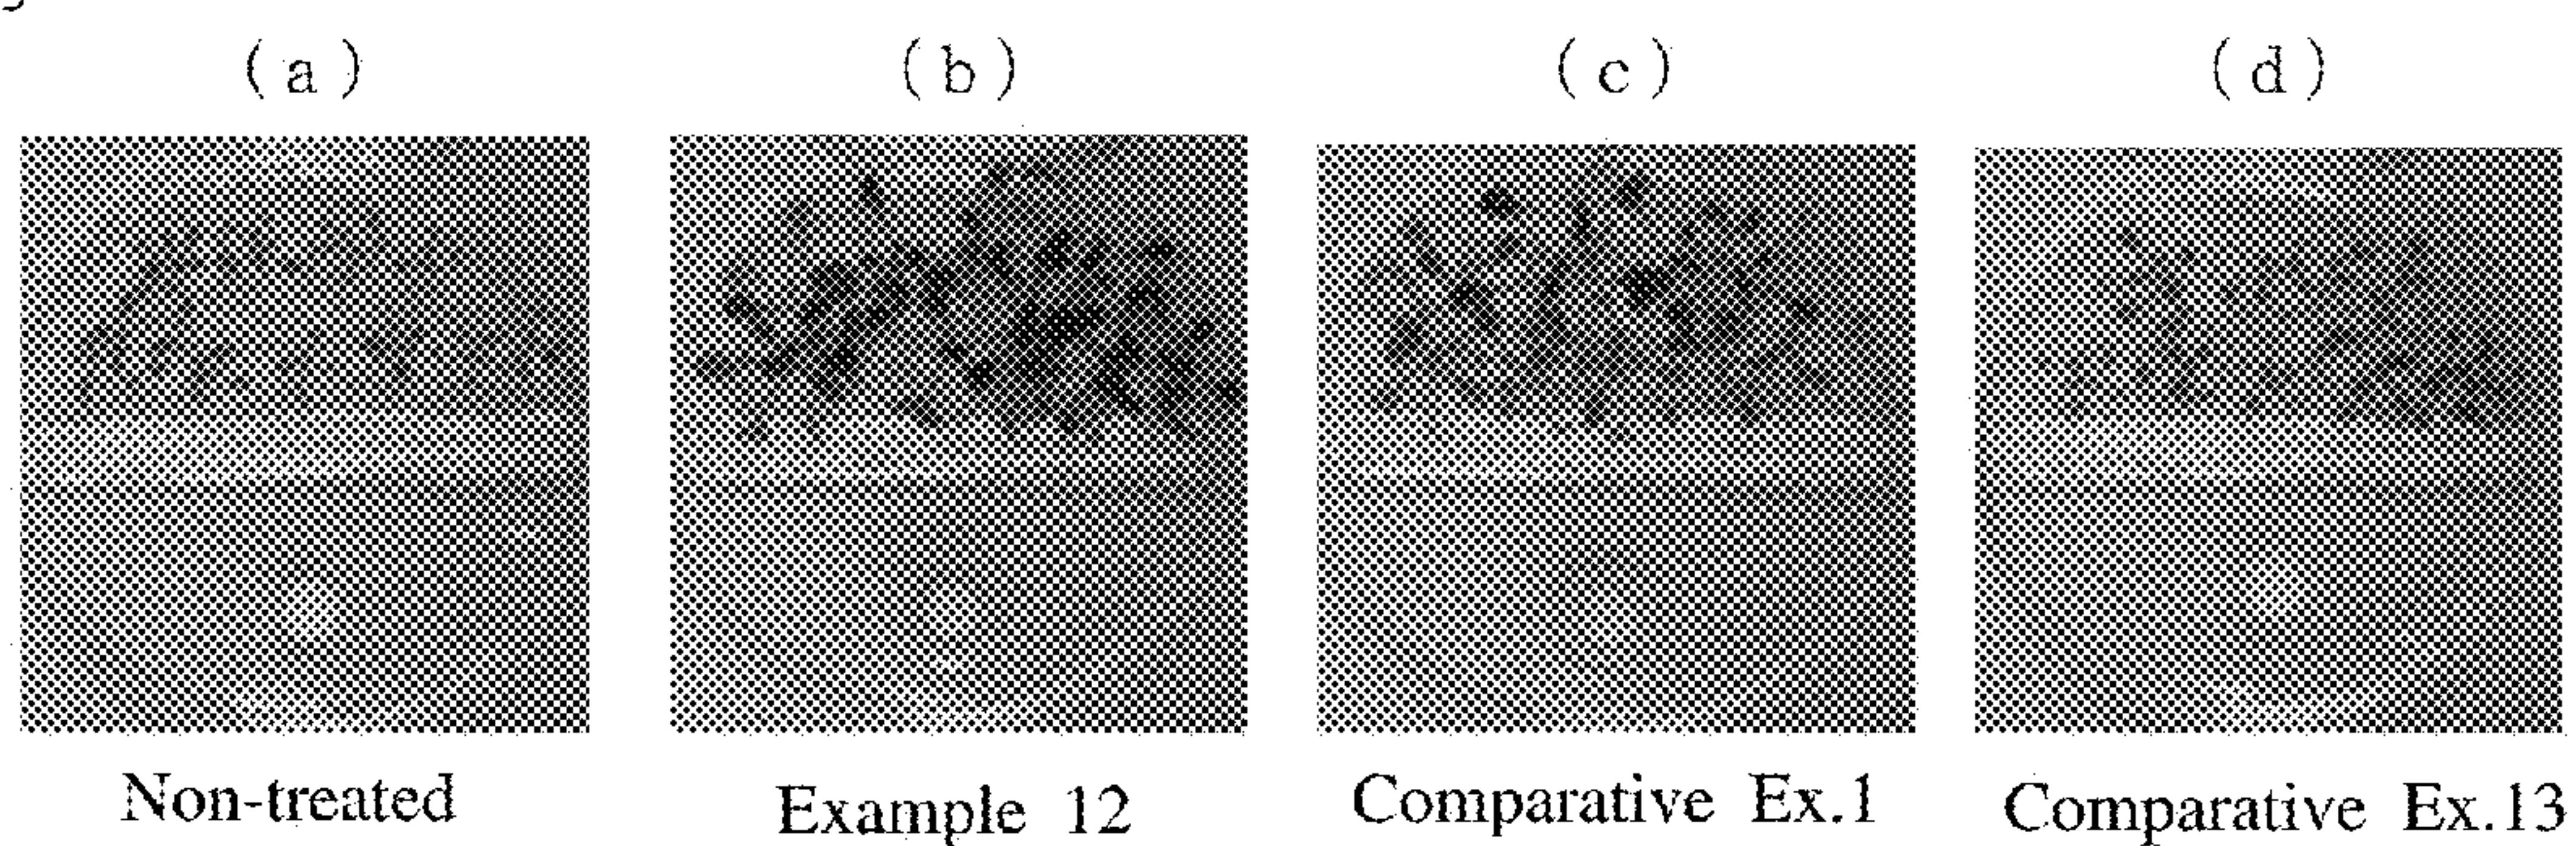 (a) (b) (c) (d)
Non-treated Example 12 Comparative Ex.1 Comparative Ex.13